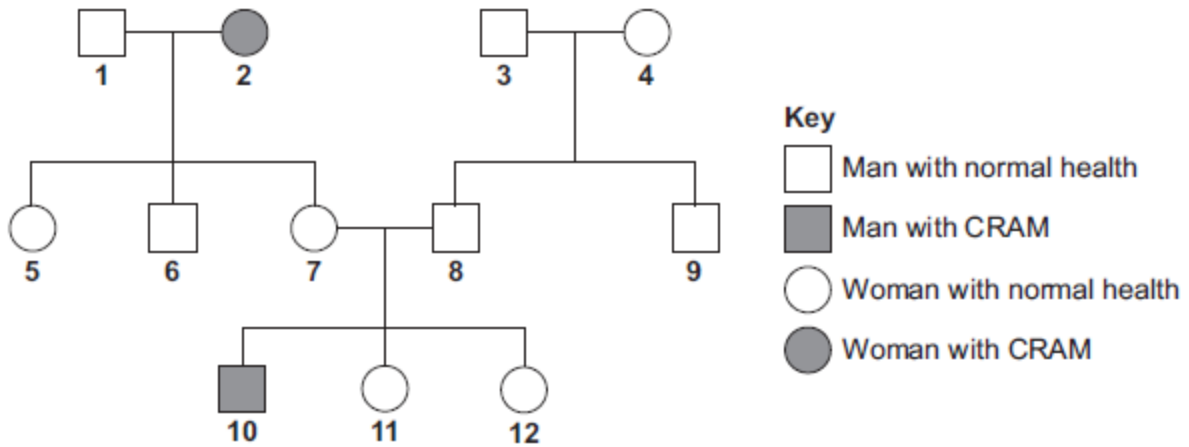 1 2 3 4
Key
Man with normal health
Man with CRAM
Woman with normal health
Woman with CRAM
5 6 7 8 9
10 11 12